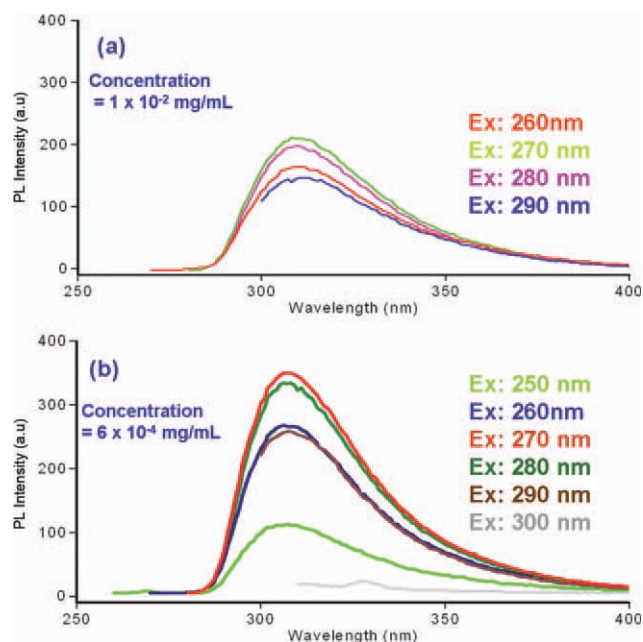 (a)
Concentration
= 1 x 10⁻² mg/mL
PL Intensity (a.u)
400
300
200
100
0
Ex: 260nm
Ex: 270 nm
Ex: 280 nm
Ex: 290 nm
250
300
350
400
Wavelength (nm)
(b)
Concentration
= 6 x 10⁻⁴ mg/mL
PL Intensity (a.u)
400
300
200
100
0
Ex: 250 nm
Ex: 260nm
Ex: 270 nm
Ex: 280 nm
Ex: 290 nm
Ex: 300 nm
250
300
350
400
Wavelength (nm)